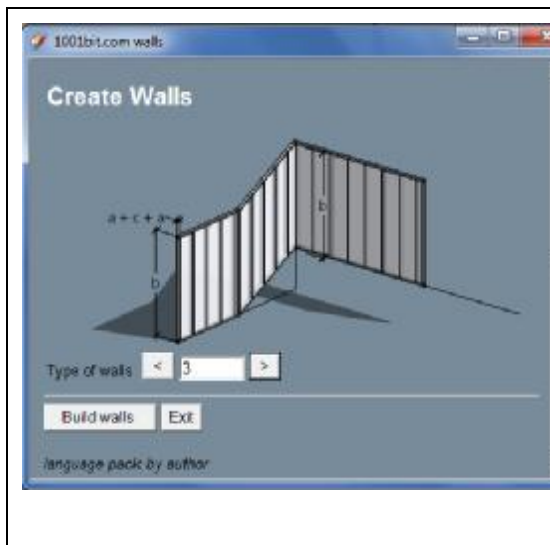 1001bit.com walls
Create Walls
b
a + c + a
b
Type of walls < 3 >
Build walls Exit
language pack by author